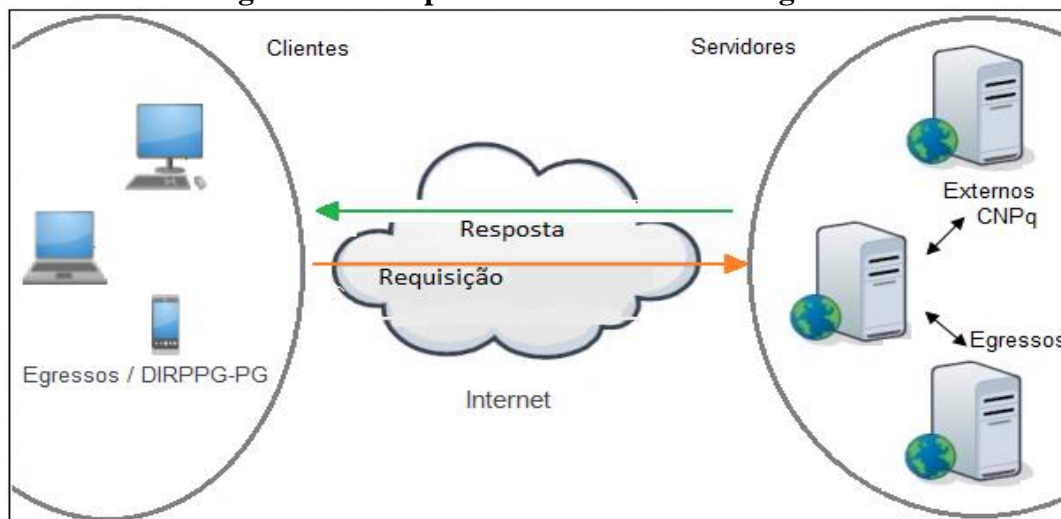 Clientes
Servidores
Resposta
Requisição
Internet
Egressos / DIRPPG-PG
Externos
CNPq
Egressos